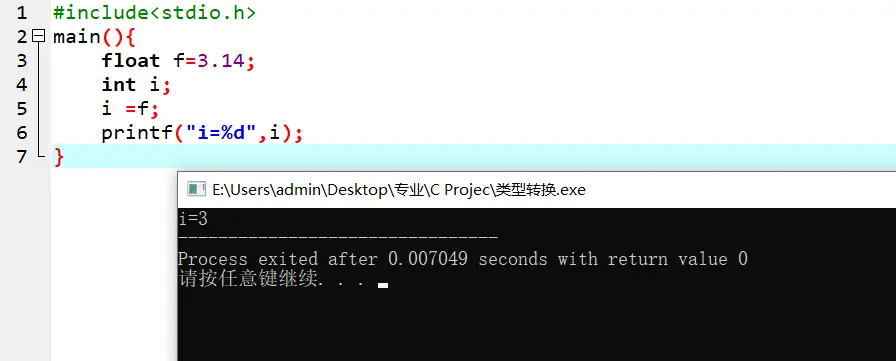 1 #include<stdio.h>
2 main(){
3 float f=3.14;
4 int i;
5 i =f;
6 printf("i=%d",i);
7 }
E:\Users\admin\Desktop\专业\C Projec\类型转换.exe
i=3
--------------------------------
Process exited after 0.007049 seconds with return value 0
请按任意键继续. . .